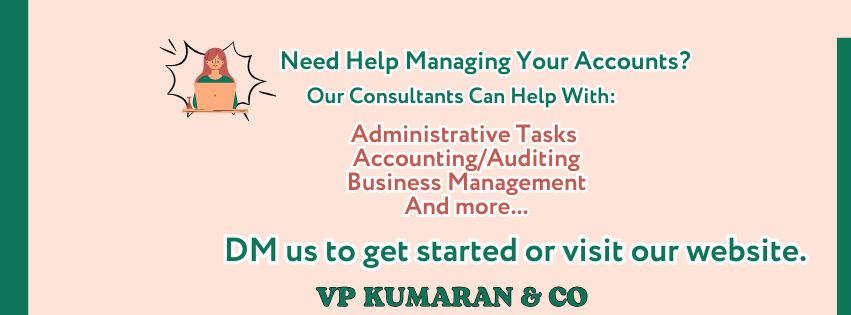 Need Help Managing Your Accounts?
Our Consultants Can Help With:
Administrative Tasks
Accounting/Auditing
Business Management
And more...
DM us to get started or visit our website.
VP KUMARAN & CO